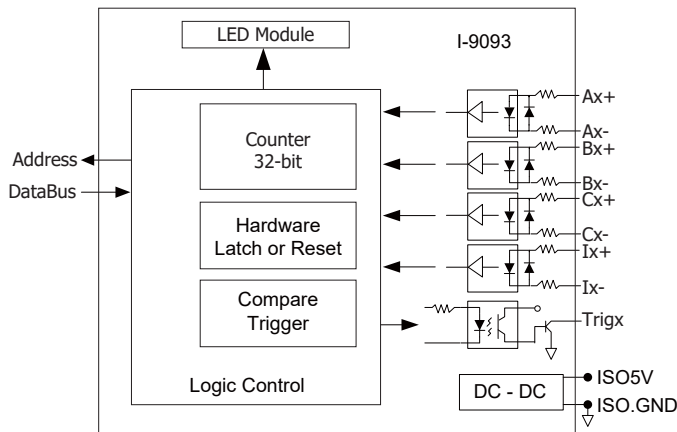 LED Module
I-9093
Counter
32-bit
Hardware
Latch or Reset
Compare
Trigger
Logic Control
Address
DataBus
Ax+
Ax-
Bx+
Bx-
Cx+
Cx-
Ix+
Ix-
Trigx
DC - DC
ISO5V
ISO.GND